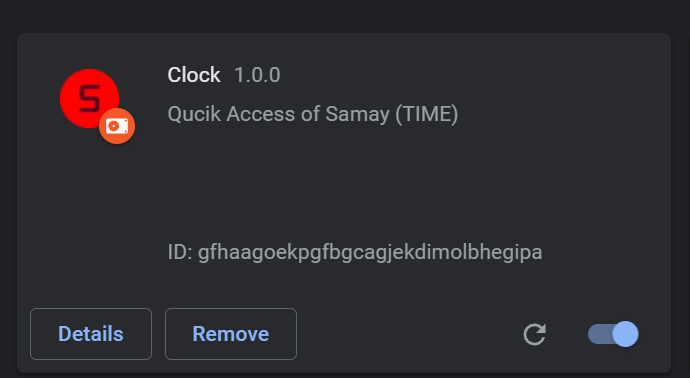 S
Clock 1.0.0
Qucik Access of Samay (TIME)
ID: gfhaagoekpgfbgcagjekdimolbhegipa
Details Remove